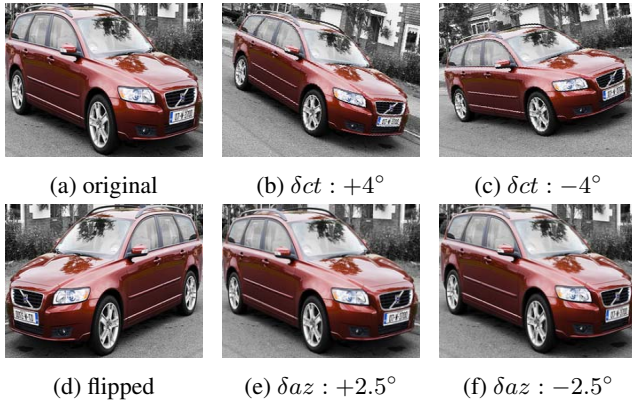 (a) original
(b) δct : +4°
(c) δct : −4°
(d) flipped
(e) δaz : +2.5°
(f) δaz : −2.5°